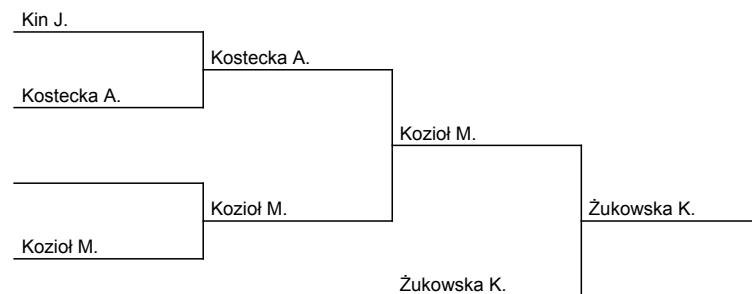 Kin J.
Kostecka A.
Kostecka A.
Kozioł M.
Kozioł M.
Żukowska K.
Kozioł M.
Żukowska K.